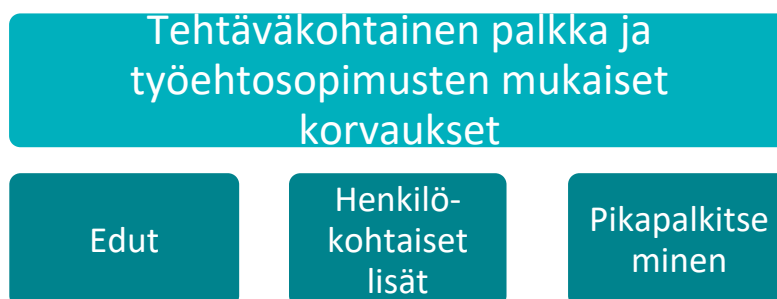 Tehtäväkohtainen palkka ja
työehtosopimusten mukaiset
korvaukset
Edut
Henkilö-
kohtaiset
lisät
Pikapalkitse
minen